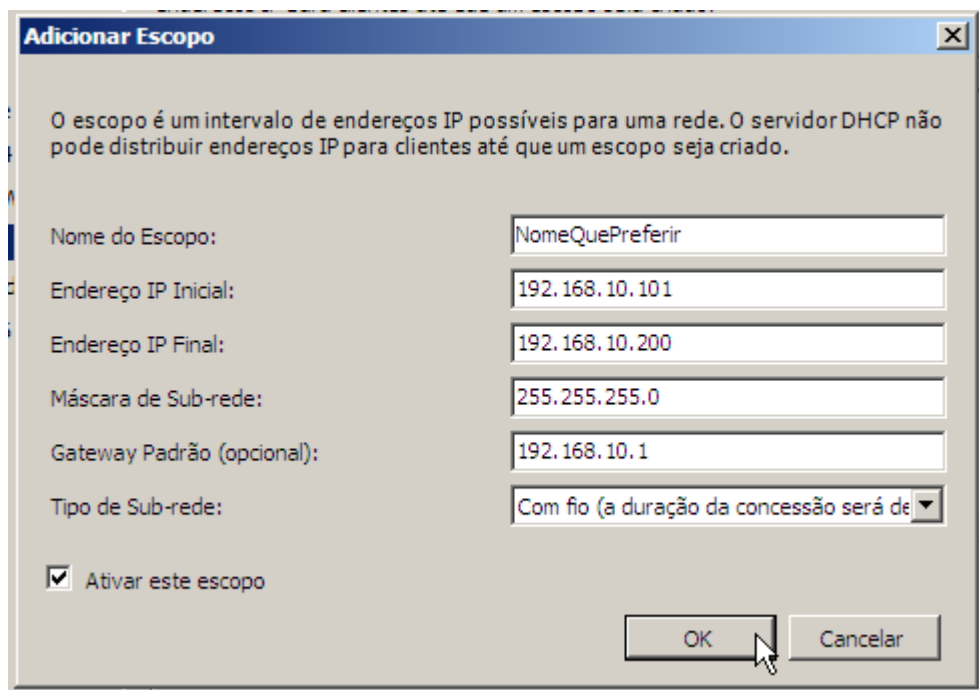 Adicionar Escopo
O escopo é um intervalo de endereços IP possíveis para uma rede. O servidor DHCP não
pode distribuir endereços IP para clientes até que um escopo seja criado.
Nome do Escopo: NomeQuePreferir
Endereço IP Inicial: 192.168.10.101
Endereço IP Final: 192.168.10.200
Máscara de Sub-rede: 255.255.255.0
Gateway Padrão (opcional): 192.168.10.1
Tipo de Sub-rede: Com fio (a duração da concessão será de
Ativar este escopo
OK Cancelar